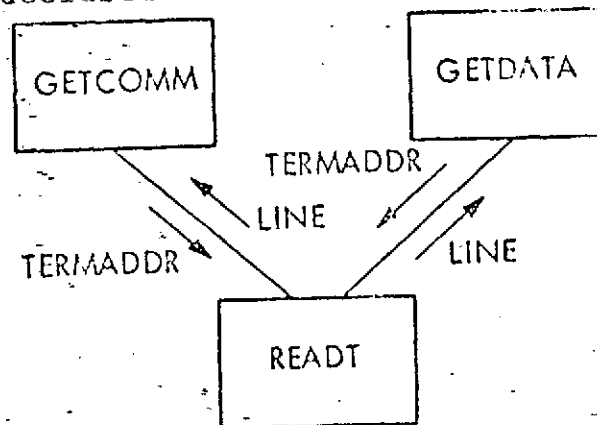 GETCOMM
GETDATA
TERMADDR
LINE
TERMADDR
LINE
READT